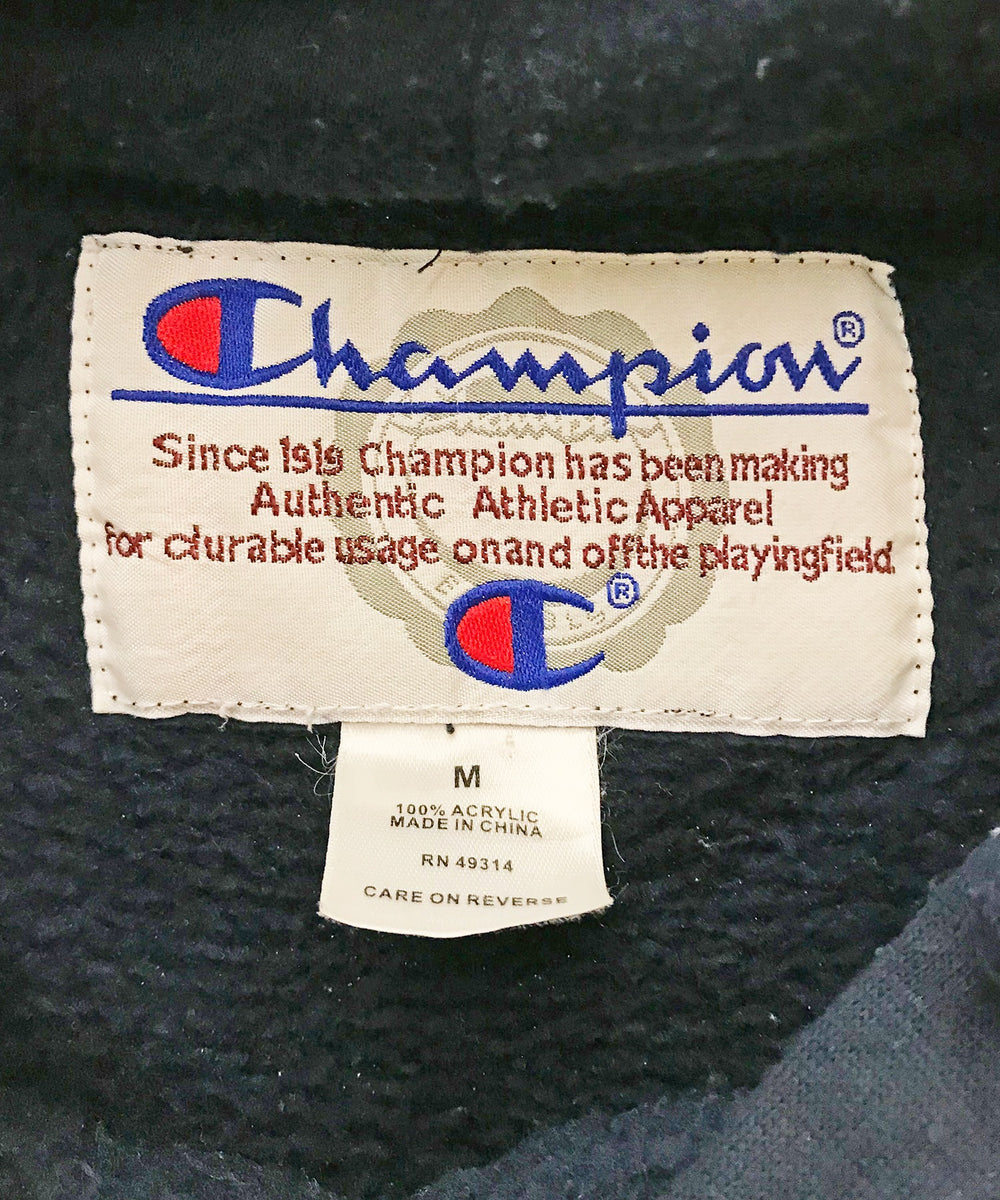 Champion®
Since 1919 Champion has been making
Authentic Athletic Apparel
for durable usage onand offthe playingfield.
®
M
100% ACRYLIC
MADE IN CHINA
RN 49314
CARE ON REVERSE